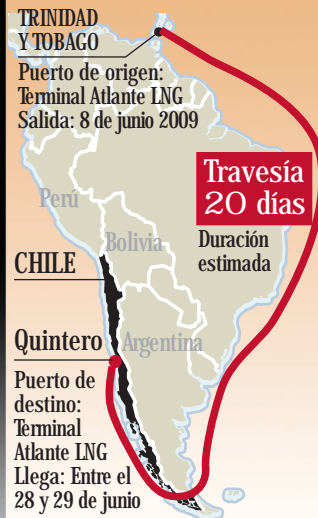 TRINIDAD
Y TOBAGO
Puerto de origen:
Terminal Atlante LNG
Salida: 8 de junio 2009
Travesía
20 días
Duración
estimada
Perú
Bolivia
CHILE
Quintero
Argentina
Puerto de
destino:
Terminal
Atlante LNG
Llega: Entre el
28 y 29 de junio